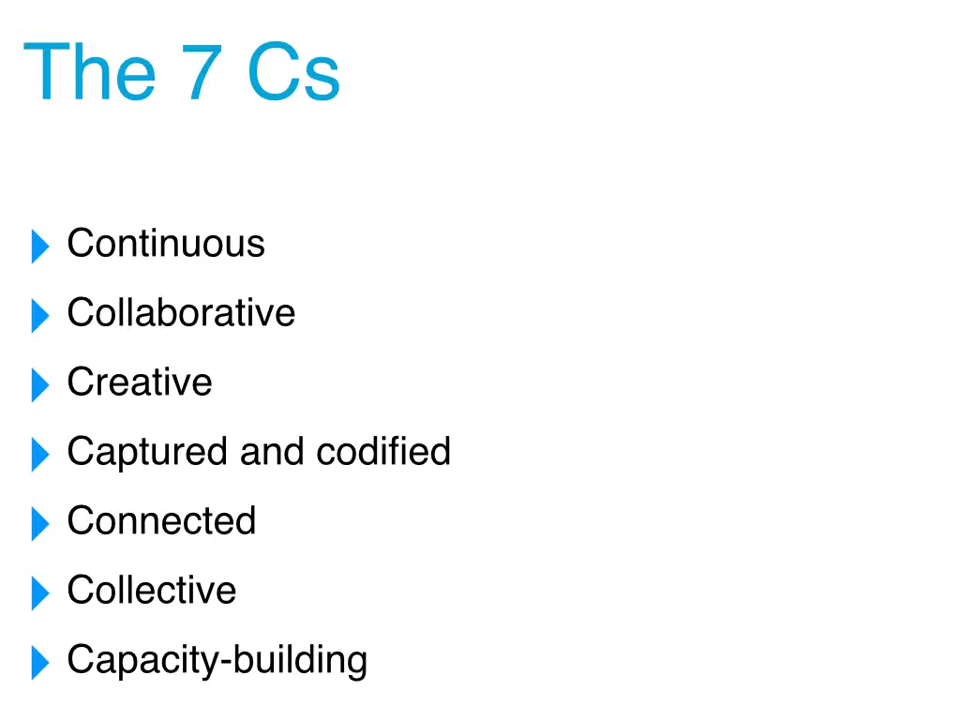 The 7 Cs
Continuous
Collaborative
Creative
Captured and codified
Connected
Collective
Capacity-building